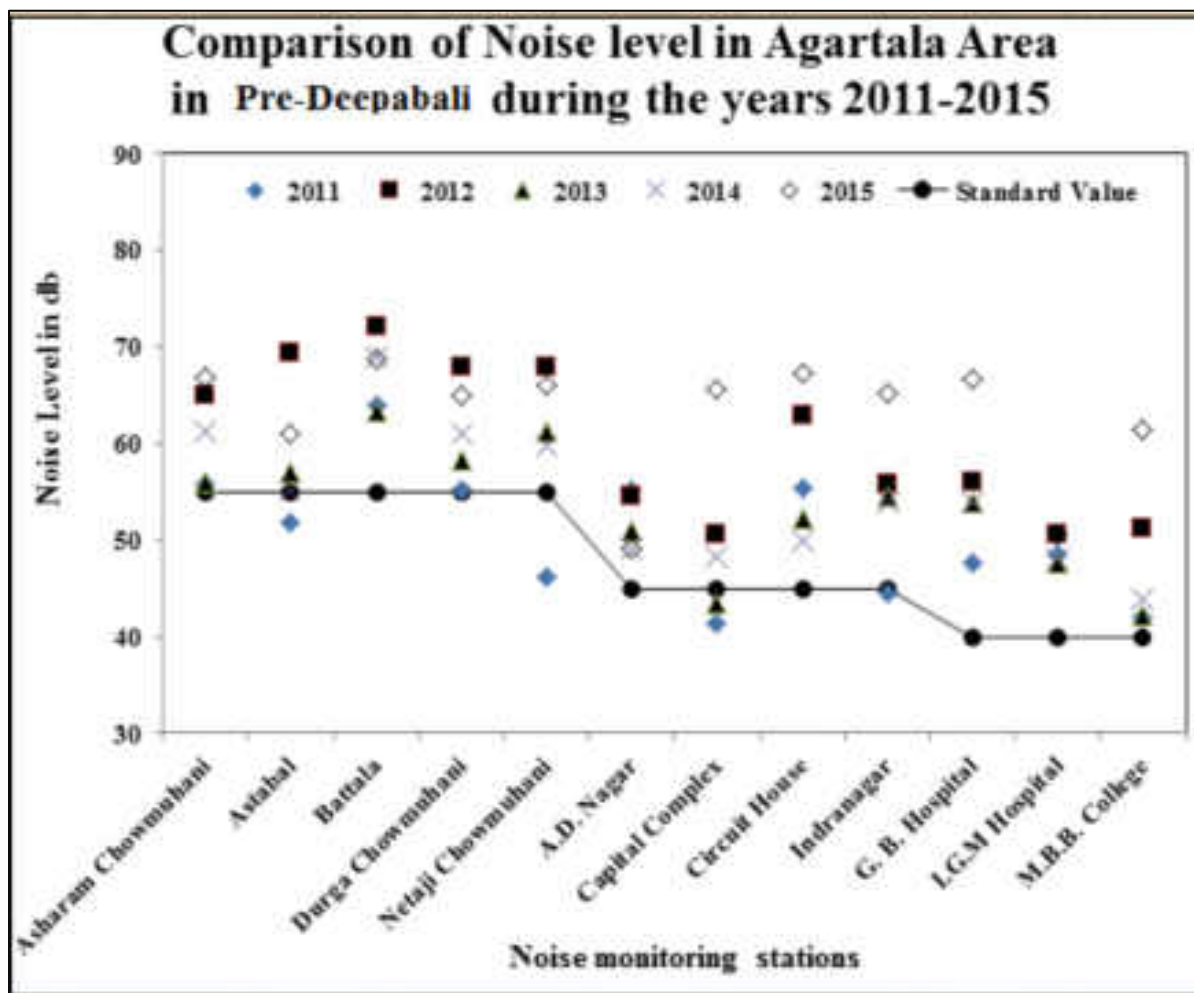 Comparison of Noise level in Agartala Area
in Pre-Deepabali during the years 2011-2015
90
80
70
60
50
40
30
Noise Level in db
2011 2012 2013 2014 2015 Standard Value
Asharam Chowmuhani
Astabal
Battala
Durga Chowmuhani
Netaji Chowmuhani
A.D. Nagar
Capital Complex
Circuit House
Indranagar
G. B. Hospital
I.G.M Hospital
M.B.B. College
Noise monitoring stations